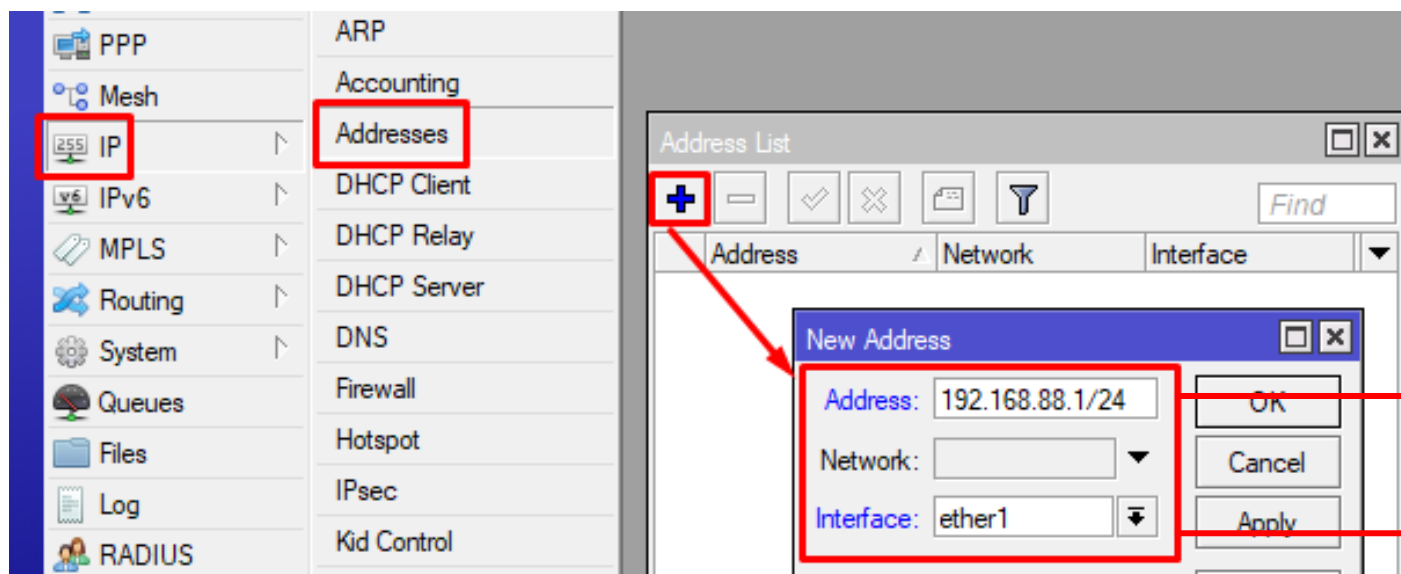 PPP
Mesh
255 IP
v6 IPv6
MPLS
Routing
System
Queues
Files
Log
RADIUS
ARP
Accounting
Addresses
DHCP Client
DHCP Relay
DHCP Server
DNS
Firewall
Hotspot
IPsec
Kid Control
Address List
Find
Address Network Interface
New Address
Address: 192.168.88.1/24 OK
Network: Cancel
Interface: ether1 Apply